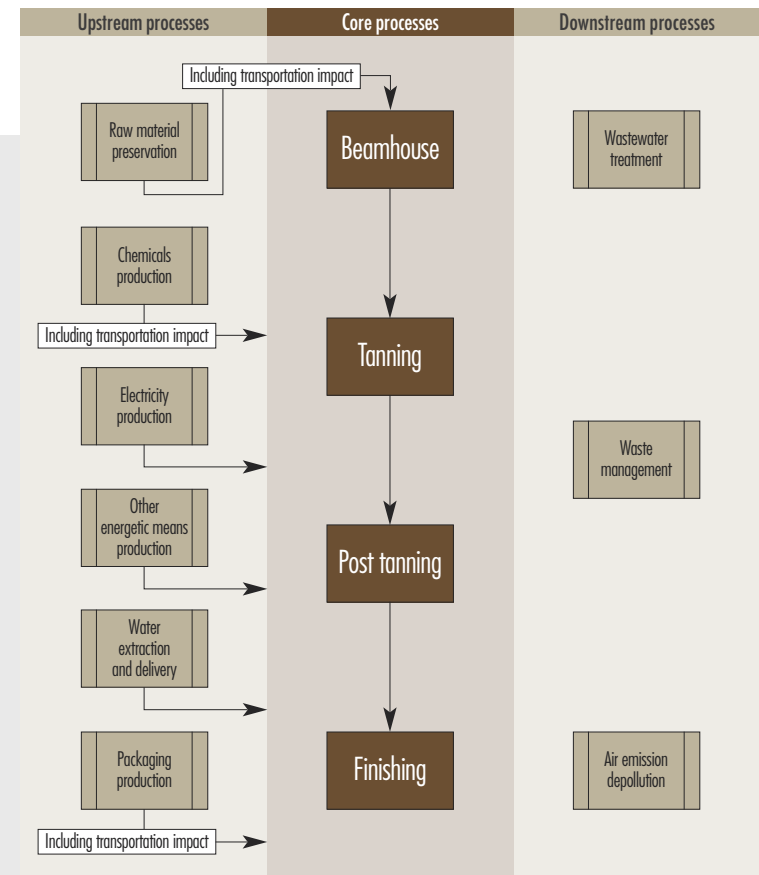 Upstream processes
Core processes
Downstream processes
Including transportation impact
Raw material
preservation
Beamhouse
Wastewater
treatment
Chemicals
production
Including transportation impact
Tanning
Electricity
production
Waste
management
Other
energetic means
production
Post tanning
Water
extraction
and delivery
Packaging
production
Finishing
Air emission
depollution
Including transportation impact